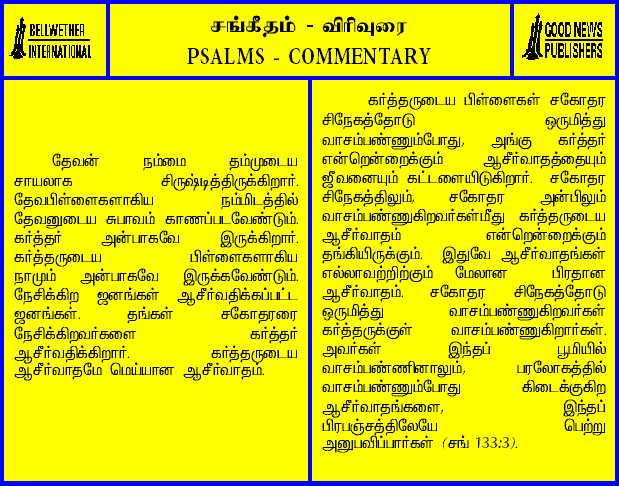 BELLWETHER
INTERNATIONAL
சங்கீதம் - விரிவுரை
PSALMS - COMMENTARY
GOOD NEWS
PUBLISHERS
தேவன் நம்மை தம்முடைய
சாயலாக சிருஷ்டித்திருக்கிறார்.
தேவபிள்ளைகளாகிய நம்மிடத்தில்
தேவனுடைய சுபாவம் காணப்படவேண்டும்.
கர்த்தர் அன்பாகவே இருக்கிறார்.
கர்த்தருடைய பிள்ளைகளாகிய
நாமும் அன்பாகவே இருக்கவேண்டும்.
நேசிக்கிற ஜனங்கள் ஆசீர்வதிக்கப்பட்ட
ஜனங்கள். தங்கள் சகோதரரை
நேசிக்கிறவர்களை கர்த்தர்
ஆசீர்வதிக்கிறார். கர்த்தருடைய
ஆசீர்வாதமே மெய்யான ஆசீர்வாதம்.
கர்த்தருடைய பிள்ளைகள் சகோதர
சிநேகத்தோடு ஒருமித்து
வாசம்பண்ணும்போது, அங்கு கர்த்தர்
என்றென்றைக்கும் ஆசீர்வாதத்தையும்
ஜீவனையும் கட்டளையிடுகிறார். சகோதர
சிநேகத்திலும், சகோதர அன்பிலும்
வாசம்பண்ணுகிறவர்கள்மீது கர்த்தருடைய
ஆசீர்வாதம் என்றென்றைக்கும்
தங்கியிருக்கும். இதுவே ஆசீர்வாதங்கள்
எல்லாவற்றிற்கும் மேலான பிரதான
ஆசீர்வாதம். சகோதர சிநேகத்தோடு
ஒருமித்து வாசம்பண்ணுகிறவர்கள்
கர்த்தருக்குள் வாசம்பண்ணுகிறார்கள்.
அவர்கள் இந்தப் பூமியில்
வாசம்பண்ணினாலும், பரலோகத்தில்
வாசம்பண்ணும்போது கிடைக்குகிற
ஆசீர்வாதங்களை, இந்தப்
பிரபஞ்சத்திலேயே பெற்று
அனுபவிப்பார்கள் (சங் 133:3).